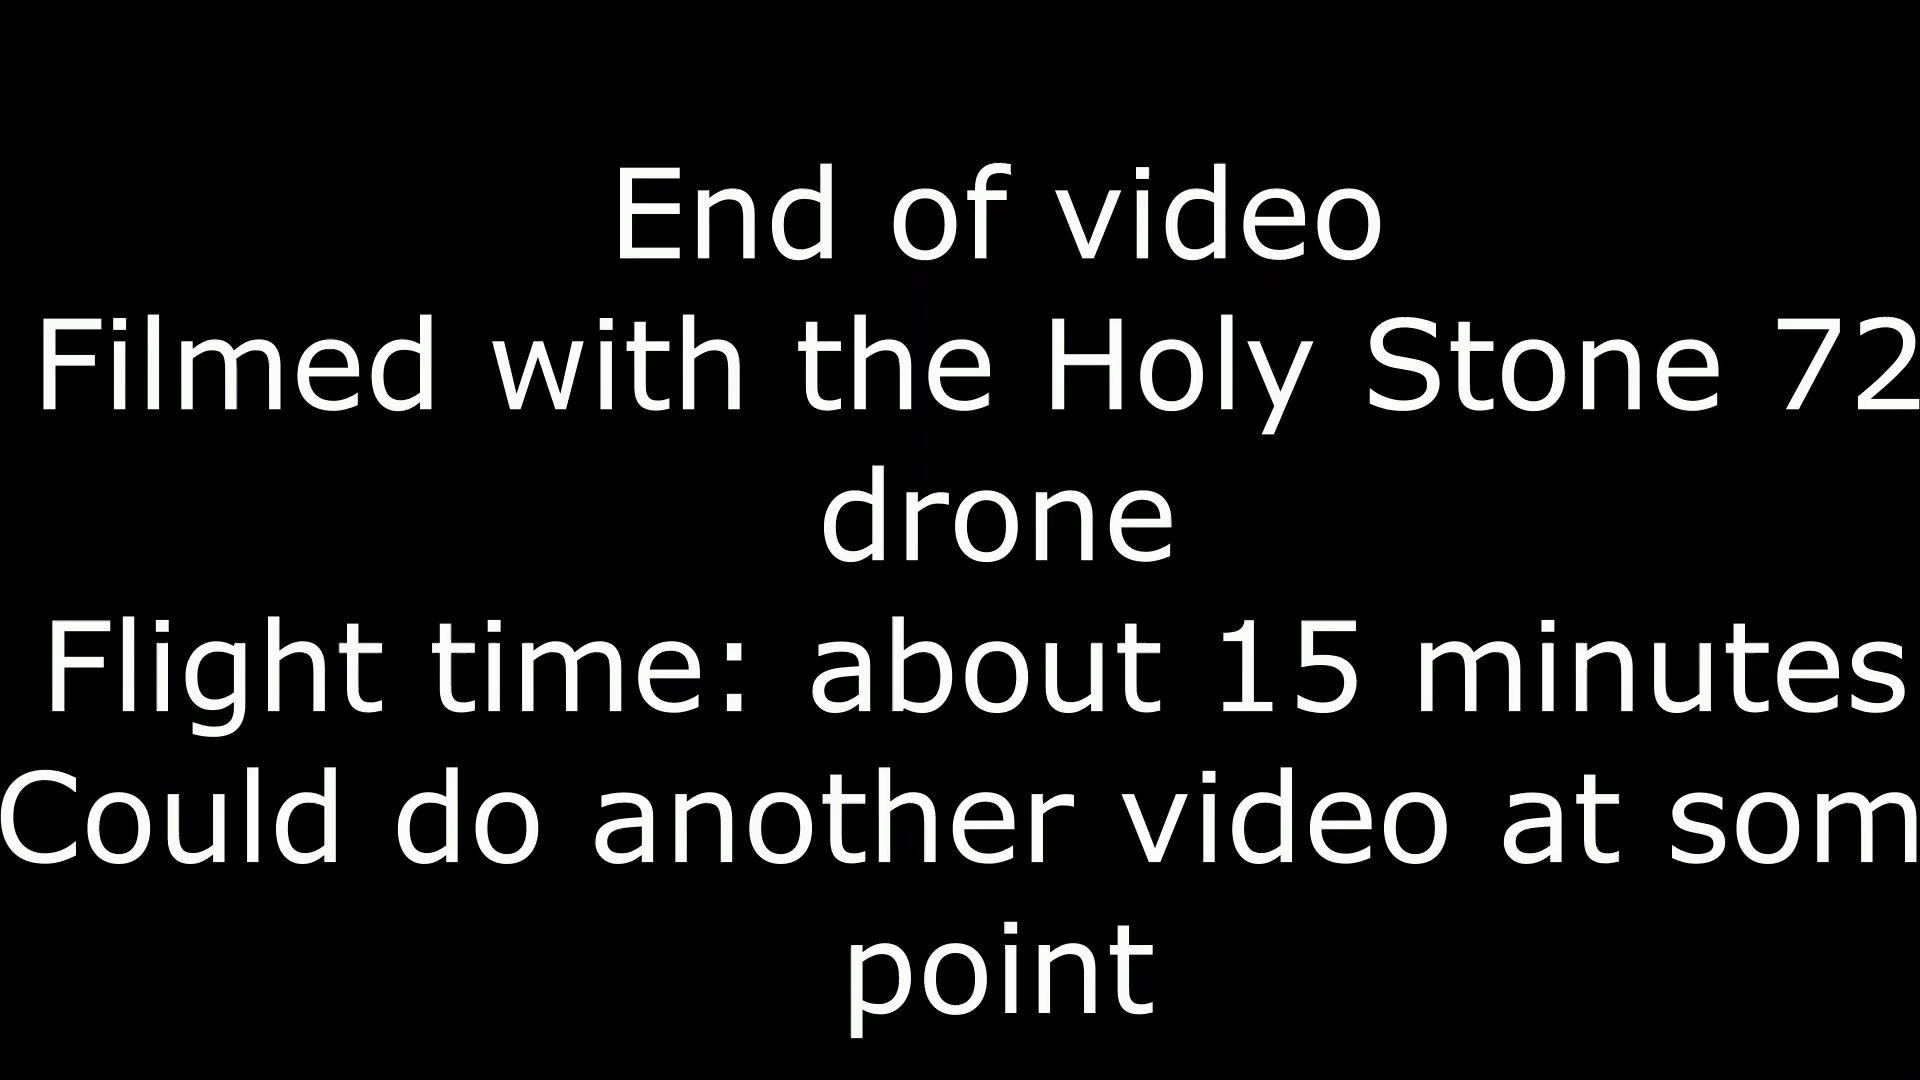 End of video
Filmed with the Holy Stone 72
drone
Flight time: about 15 minutes
Could do another video at som
point